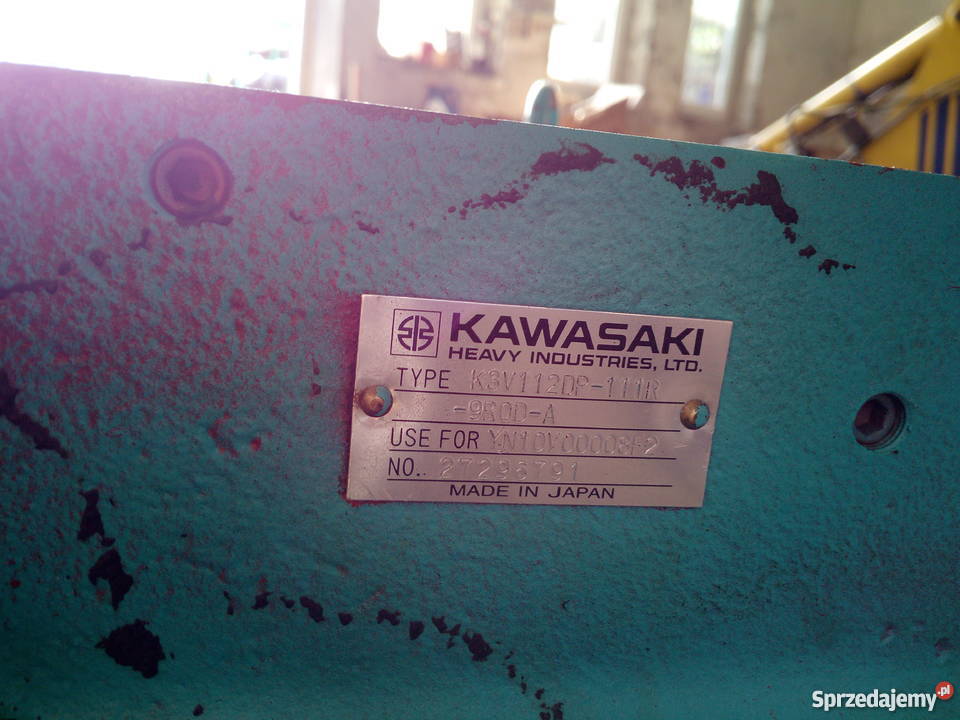 KAWASAKI
HEAVY INDUSTRIES, LTD.
TYPE K3V112DP-111R
-9R0D-A
USE FOR YN10V00008F2
NO. 27296791
MADE IN JAPAN
Sprzedajemy.pl